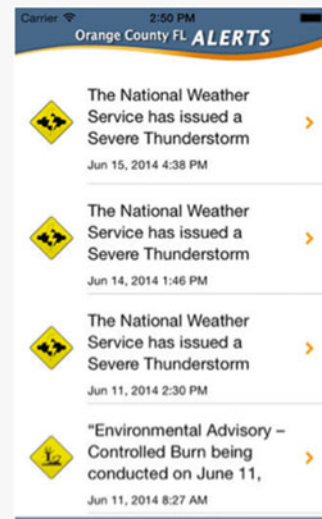 Carrier 2:50 PM
Orange County FL ALERTS
The National Weather
Service has issued a
Severe Thunderstorm
Jun 15, 2014 4:38 PM
The National Weather
Service has issued a
Severe Thunderstorm
Jun 14, 2014 1:46 PM
The National Weather
Service has issued a
Severe Thunderstorm
Jun 11, 2014 2:30 PM
“Environmental Advisory –
Controlled Burn being
conducted on June 11,
Jun 11, 2014 8:27 AM